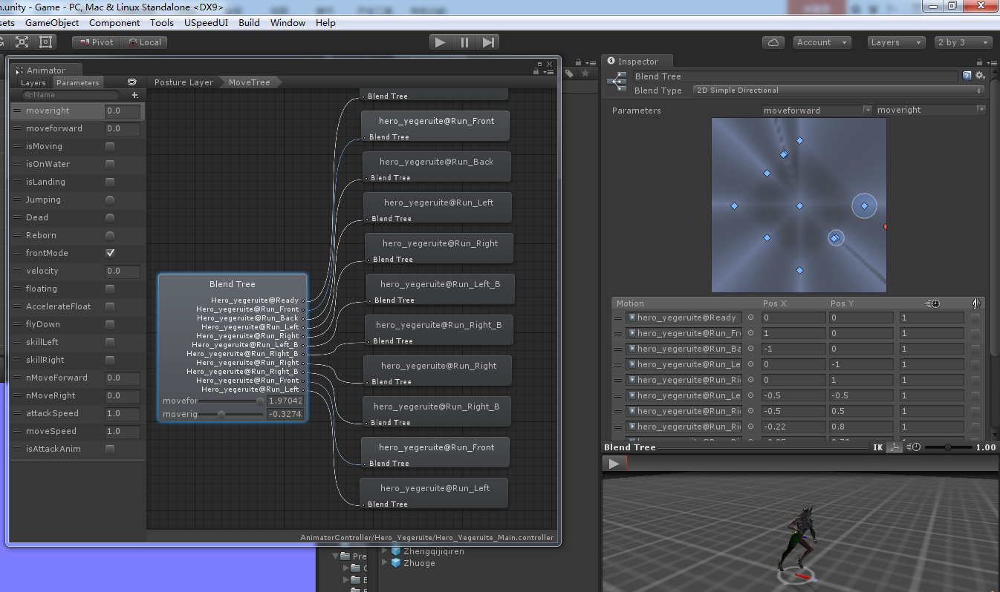 n.unity - Game - PC, Mac & Linux Standalone <DX9>
sets GameObject Component Tools USpeedUI Build Window Help
Pivot Local Account Layers 2 by 3
Animator
Layers Parameters
Name
moveright 0.0
moveforward 0.0
isMoving
isOnWater
isLanding
Jumping
Dead
Reborn
frontMode
velocity 0.0
floating
AccelerateFloat
flyDown
skillLeft
skillRight
nMoveForward 0.0
nMoveRight 0.0
attackSpeed 1.0
moveSpeed 1.0
isAttackAnim
Posture Layer MoveTree
Blend Tree
hero_yegeruite@Run_Front
Blend Tree
hero_yegeruite@Run_Back
Blend Tree
hero_yegeruite@Run_Left
Blend Tree
hero_yegeruite@Run_Right
Blend Tree
hero_yegeruite@Run_Left_B
Blend Tree
hero_yegeruite@Run_Right_B
Blend Tree
hero_yegeruite@Run_Right
Blend Tree
hero_yegeruite@Run_Right_B
Blend Tree
hero_yegeruite@Run_Front
Blend Tree
hero_yegeruite@Run_Left
Blend Tree
Blend Tree
Hero_yegeruite@Ready
Hero_yegeruite@Run_Front
Hero_yegeruite@Run_Back
Hero_yegeruite@Run_Left
Hero_yegeruite@Run_Right
Hero_yegeruite@Run_Left_B
Hero_yegeruite@Run_Right_B
Hero_yegeruite@Run_Right
Hero_yegeruite@Run_Right_B
Hero_yegeruite@Run_Front
Hero_yegeruite@Run_Left
movefor 1.97042
moverig -0.3274
AnimatorController/Hero_Yegeruite/Hero_Yegeruite_Main.controller
Pre
Zhengqijiqiren
Zhuoge
Inspector
Blend Tree
Blend Type 2D Simple Directional
Parameters moveforward moveright
Motion Pos X Pos Y
hero_yegeruite@Ready 0 0 1
hero_yegeruite@Run_Fr 1 0 1
hero_yegeruite@Run_Ba -1 0 1
hero_yegeruite@Run_Le 0 -1 1
hero_yegeruite@Run_Ri 0 1 1
hero_yegeruite@Run_Le -0.5 -0.5 1
hero_yegeruite@Run_Ri -0.5 0.5 1
hero_yegeruite@Run_Ri -0.22 0.8 1
Blend Tree IK 1.00